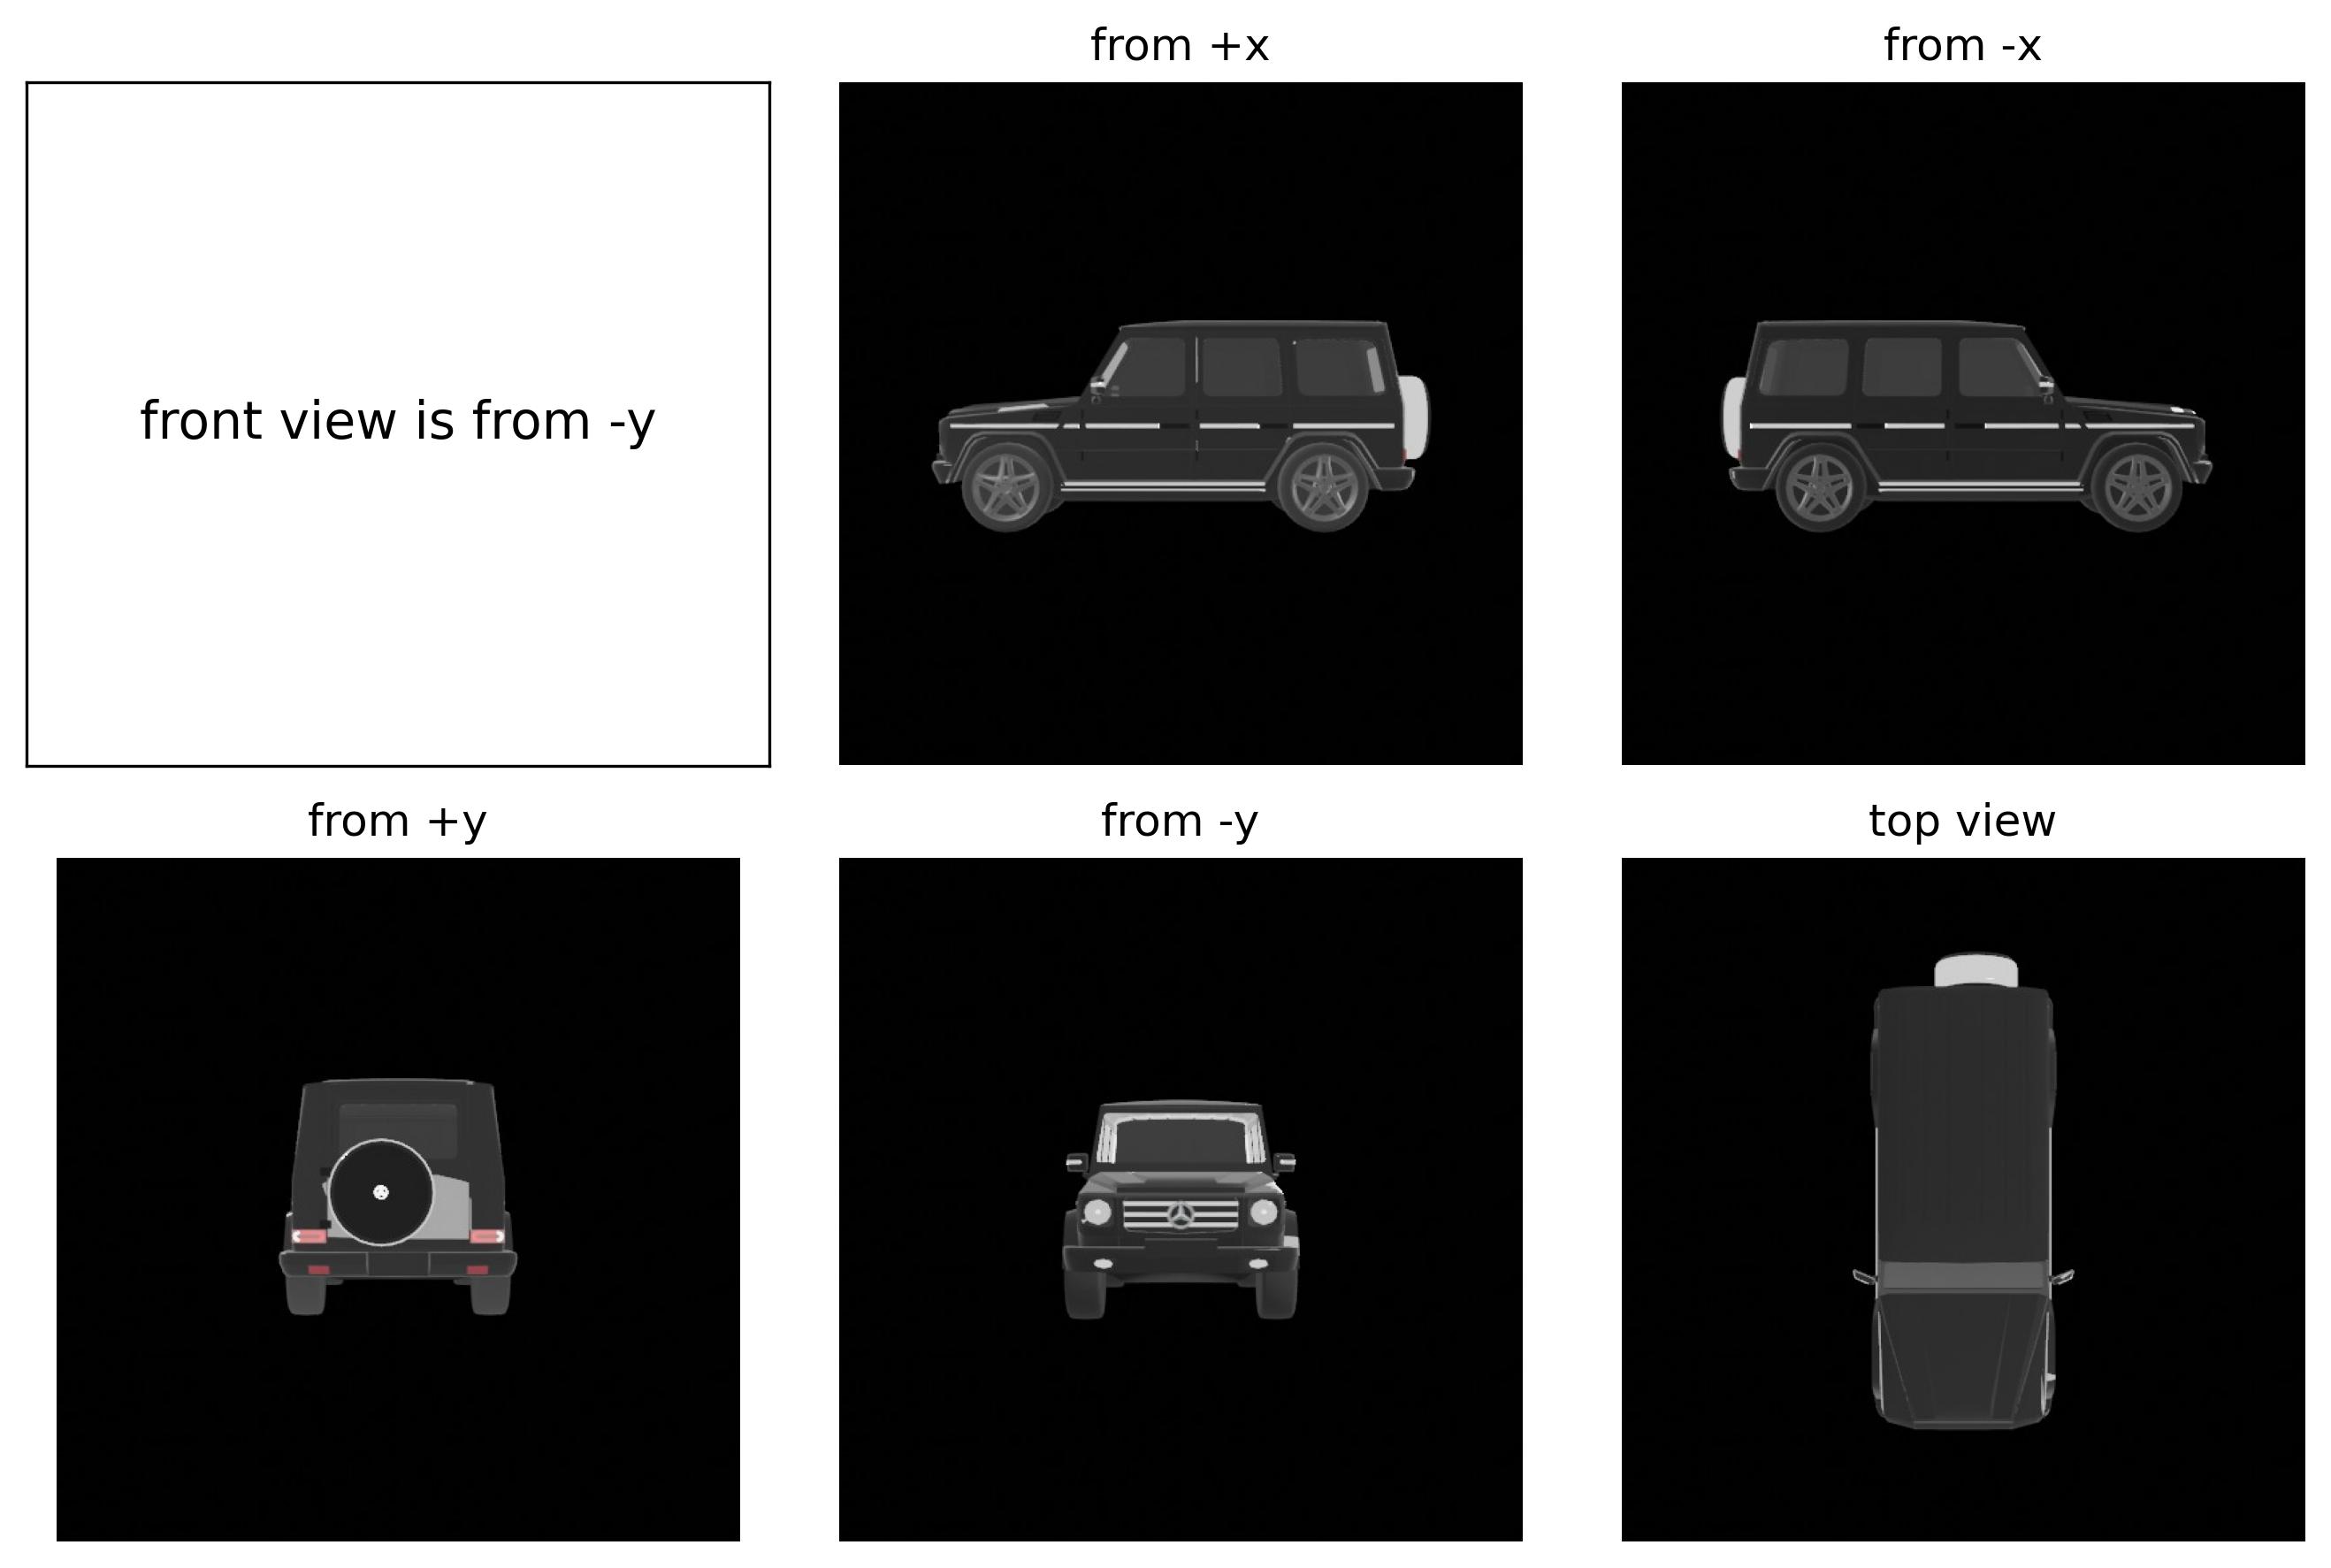 from +x
from -x
front view is from -y
from +y
from -y
top view